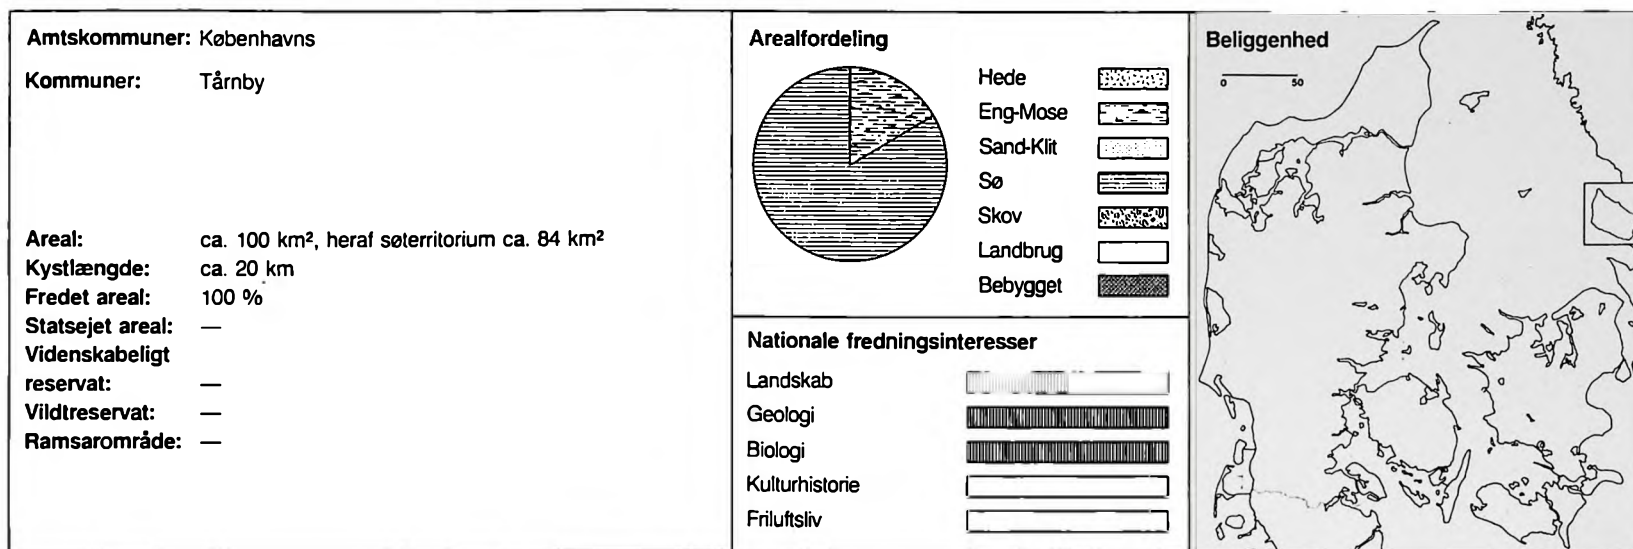 Amtskommuner: Københavns
Kommuner: Tårnby
Areal: ca. 100 km², heraf søterritorium ca. 84 km²
Kystlængde: ca. 20 km
Fredet areal: 100 %
Statsejet areal: —
Videnskabeligt
reservat: —
Vildtreservat: —
Ramsarområde: —
Arealfordeling
Hede
Eng-Mose
Sand-Klit
Sø
Skov
Landbrug
Bebygget
Nationale fredningsinteresser
Landskab
Geologi
Biologi
Kulturhistorie
Friluftsliv
Beliggenhed
0 50